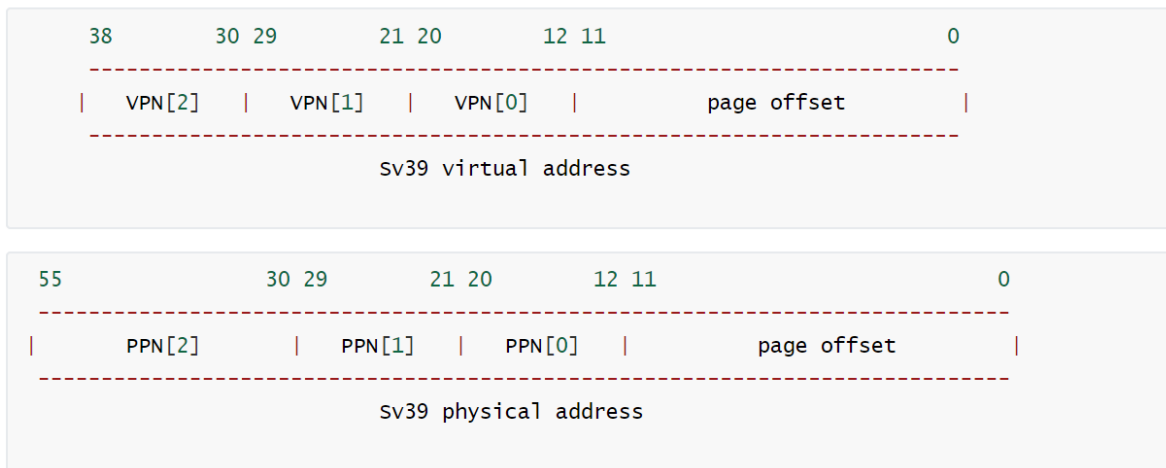 38 30 29 21 20 12 11 0
---------------------------------------------------------------------
| VPN[2] | VPN[1] | VPN[0] | page offset |
---------------------------------------------------------------------
Sv39 virtual address
55 30 29 21 20 12 11 0
-----------------------------------------------------------------------------
| PPN[2] | PPN[1] | PPN[0] | page offset |
-----------------------------------------------------------------------------
Sv39 physical address